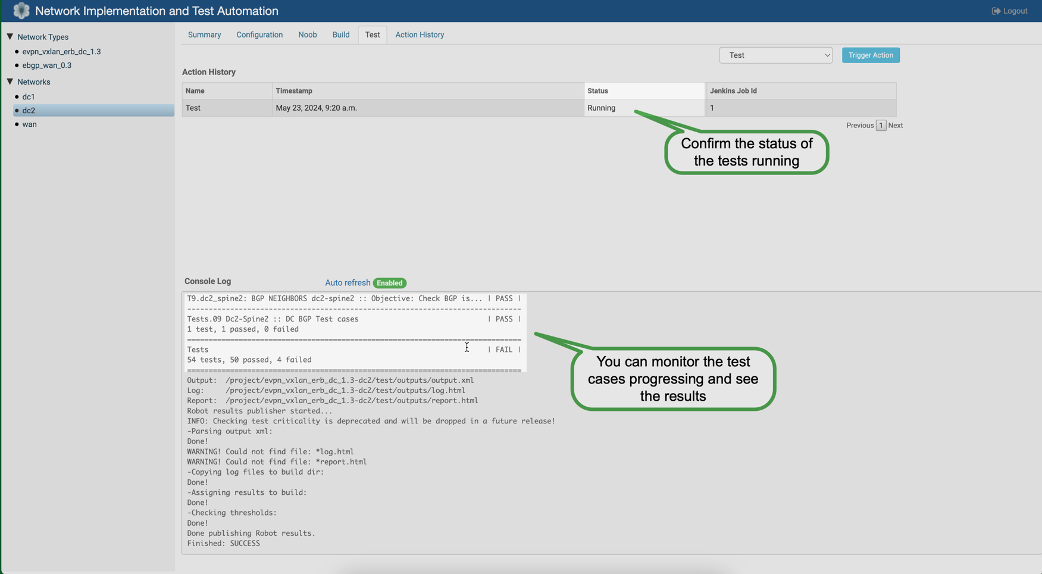 Network Implementation and Test Automation
Logout
Network Types
evpn_vxlan_erb_dc_1.3
ebgp_wan_0.3
Networks
dc1
dc2
wan
Summary Configuration Noob Build Test Action History
Test Trigger Action
Action History
Name Timestamp Status Jenkins Job Id
Test May 23, 2024, 9:20 a.m. Running 1
Previous 1 Next
Confirm the status of
the tests running
Console Log Auto refresh Enabled
T9.dc2_spine2: BGP NEIGHBORS dc2-spine2 :: Objective: Check BGP is... | PASS |
------------------------------------------------------------------------------
Tests.09 Dc2-Spine2 :: DC BGP Test cases | PASS |
1 test, 1 passed, 0 failed
==============================================================================
Tests | FAIL |
54 tests, 50 passed, 4 failed
==============================================================================
Output: /project/evpn_vxlan_erb_dc_1.3-dc2/test/outputs/output.xml
Log: /project/evpn_vxlan_erb_dc_1.3-dc2/test/outputs/log.html
Report: /project/evpn_vxlan_erb_dc_1.3-dc2/test/outputs/report.html
Robot results publisher started...
INFO: Checking test criticality is deprecated and will be dropped in a future release!
-Parsing output xml:
Done!
WARNING! Could not find file: *log.html
WARNING! Could not find file: *report.html
-Copying log files to build dir:
Done!
-Assigning results to build:
Done!
-Checking thresholds:
Done!
Done publishing Robot results.
Finished: SUCCESS
You can monitor the test
cases progressing and see
the results